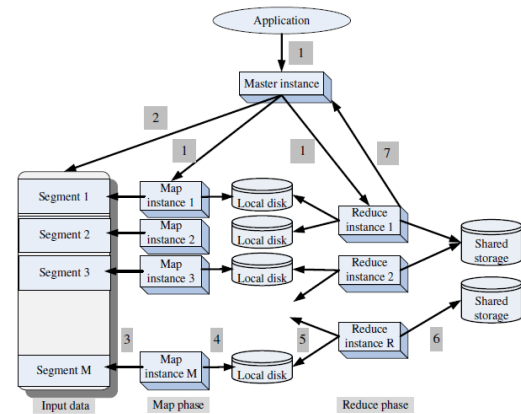 Application
1
Master instance
2
1
1
7
Segment 1
Map
instance 1
Local disk
Reduce
instance 1
Segment 2
Map
instance 2
Local disk
Shared
storage
Segment 3
Map
instance 3
Local disk
Reduce
instance 2
Shared
storage
Reduce
instance R
3
4
5
6
Segment M
Map
instance M
Local disk
Input data
Map phase
Reduce phase